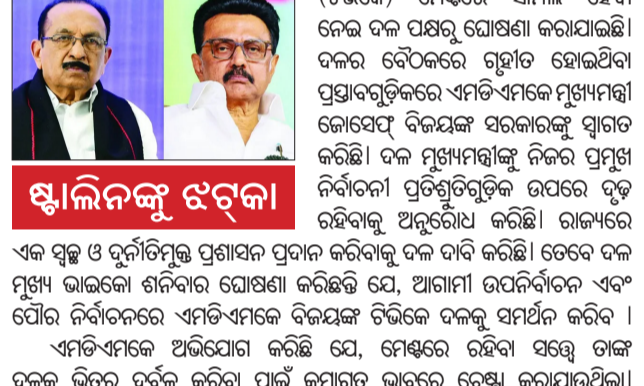 ନେଇ ଦଳ ପକ୍ଷରୁ ଘୋଷଣା କରାଯାଇଛି।
ଦଳର ବୈଠକରେ ଗୃହୀତ ହୋଇଥିବା
ପ୍ରସ୍ତାବଗୁଡ଼ିକରେ ଏମଡିଏମକେ ମୁଖ୍ୟମନ୍ତ୍ରୀ
ଜୋସେଫ୍ ବିଜୟଙ୍କ ସରକାରଙ୍କୁ ସ୍ବାଗତ
କରିଛି। ଦଳ ମୁଖ୍ୟମନ୍ତ୍ରୀଙ୍କୁ ନିଜର ପ୍ରମୁଖ
ନିର୍ବାଚନୀ ପ୍ରତିଶ୍ରୁତିଗୁଡ଼ିକ ଉପରେ ଦୃଢ଼
ରହିବାକୁ ଅନୁରୋଧ କରିଛି। ରାଜ୍ୟରେ
ଷ୍ଟାଲିନଙ୍କୁ ଝଟ୍‌କା
ଏକ ସ୍ୱଚ୍ଛ ଓ ଦୁର୍ନୀତିମୁକ୍ତ ପ୍ରଶାସନ ପ୍ରଦାନ କରିବାକୁ ଦଳ ଦାବି କରିଛି। ତେବେ ଦଳ
ମୁଖ୍ୟ ଭାଇକୋ ଶନିବାର ଘୋଷଣା କରିଛନ୍ତି ଯେ, ଆଗାମୀ ଉପନିର୍ବାଚନ ଏବଂ
ପୌର ନିର୍ବାଚନରେ ଏମଡିଏମକେ ବିଜୟଙ୍କ ଟିଭିକେ ଦଳକୁ ସମର୍ଥନ କରିବ ।
ଏମଡିଏମକେ ଅଭିଯୋଗ କରିଛି ଯେ, ମେଣ୍ଟରେ ରହିବା ସତ୍ତ୍ୱେ ତାଙ୍କ